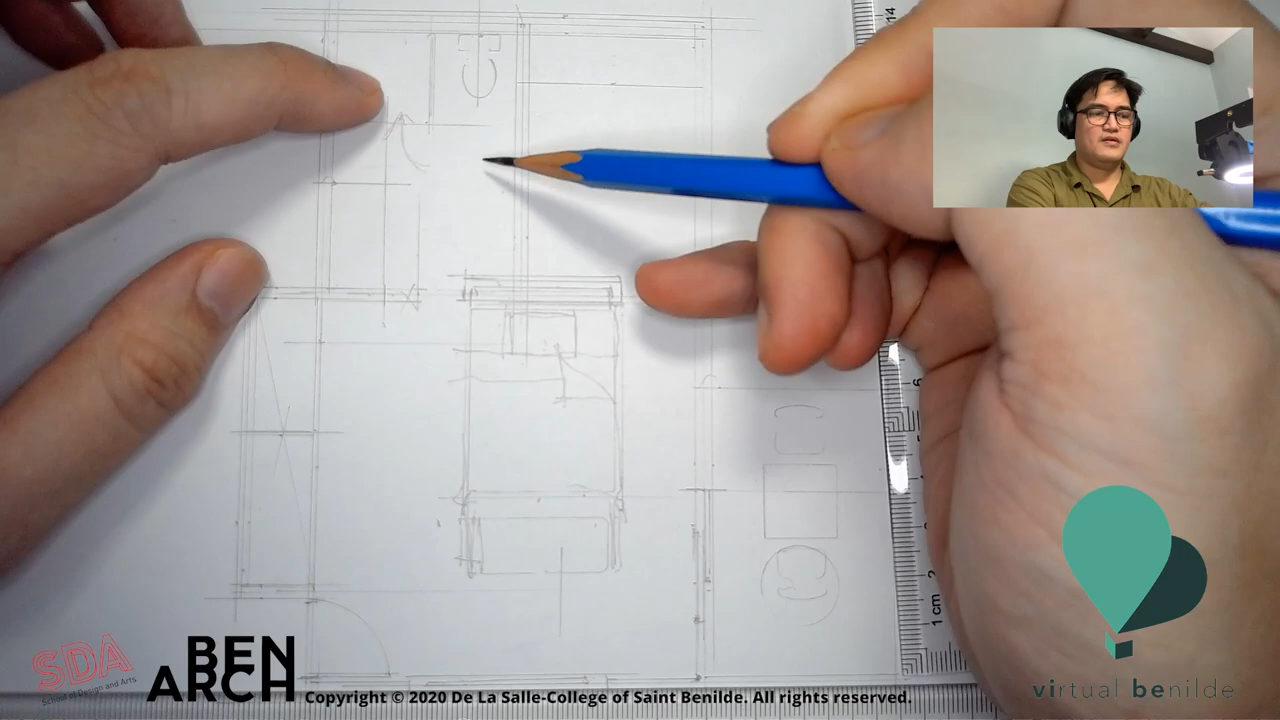 14
6
2
1 cm
SDA
School of Design and Arts
BEN
ARCH
Copyright © 2020 De La Salle-College of Saint Benilde. All rights reserved.
virtual benilde